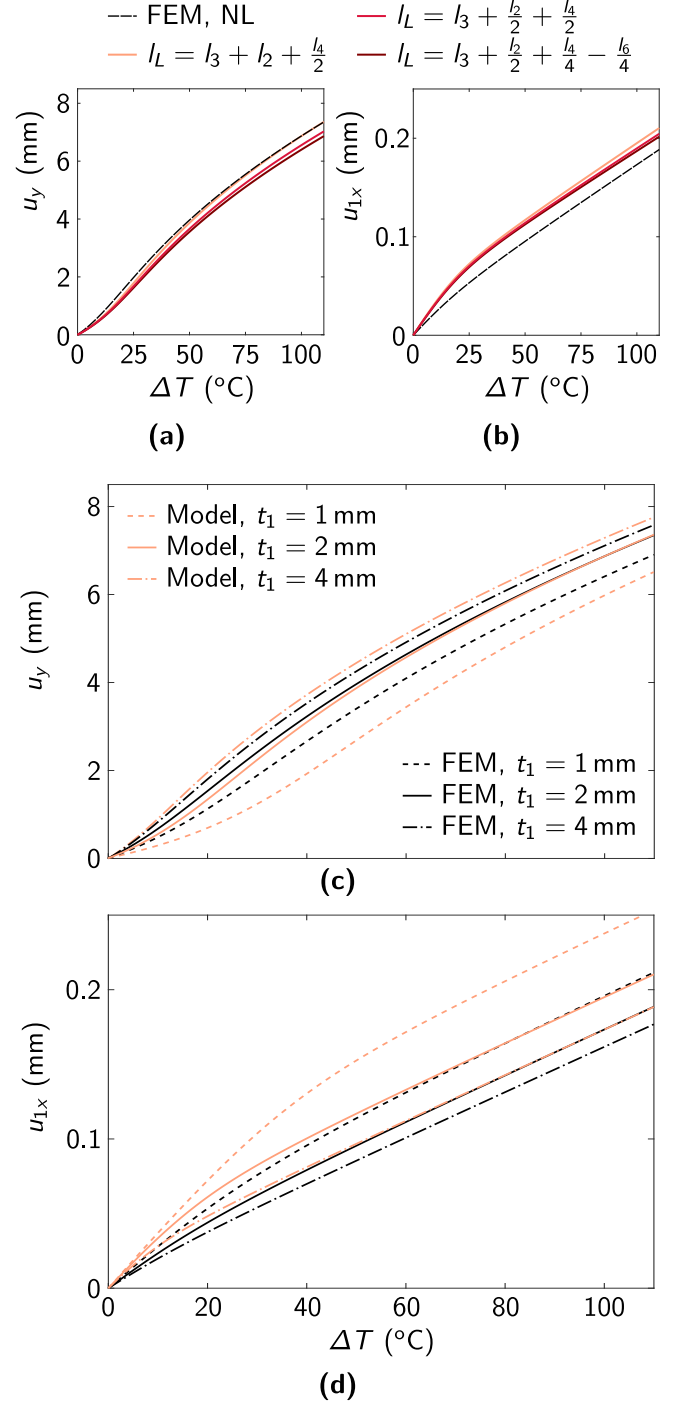 FEM, NL
l_L = l_3 + l_2 + l_4/2
l_L = l_3 + l_2/2 + l_4/2
l_L = l_3 + l_2/2 + l_4/4 − l_6/4
8
6
4
2
0
u_y (mm)
0 25 50 75 100
ΔT (°C)
(a)
0.2
0.1
0
u_1x (mm)
0 25 50 75 100
ΔT (°C)
(b)
8
6
4
2
0
u_y (mm)
Model, t_1 = 1 mm
Model, t_1 = 2 mm
Model, t_1 = 4 mm
FEM, t_1 = 1 mm
FEM, t_1 = 2 mm
FEM, t_1 = 4 mm
(c)
0.2
0.1
0
u_1x (mm)
0 20 40 60 80 100
ΔT (°C)
(d)